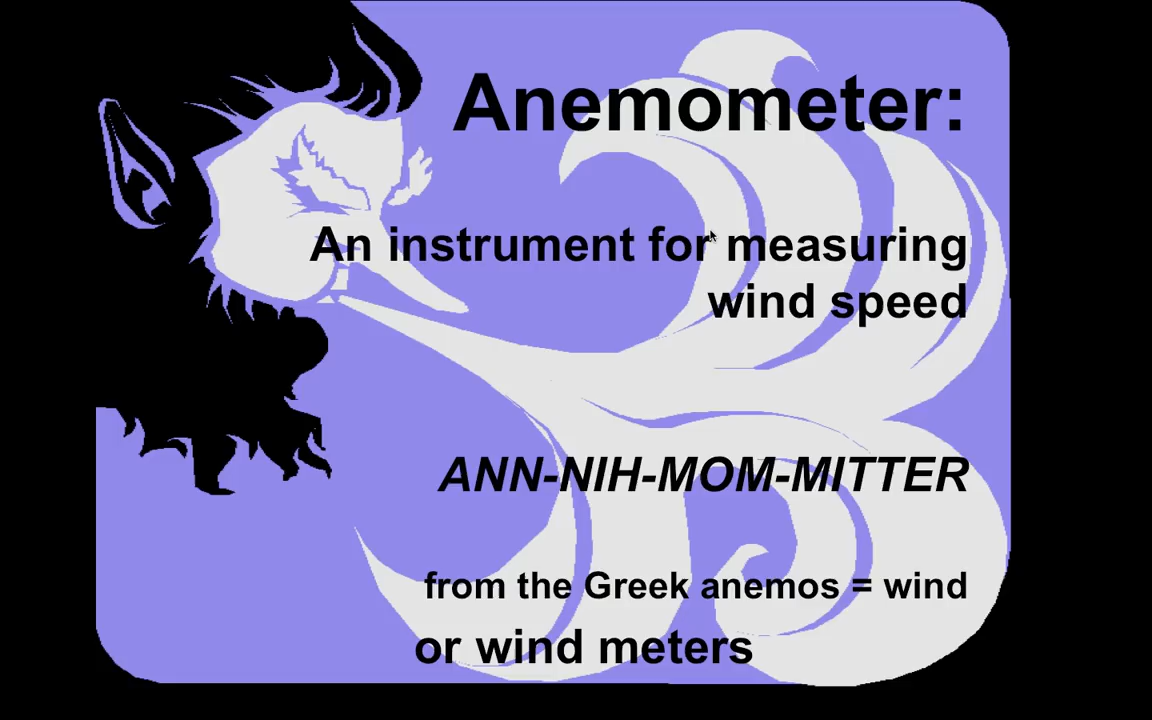 Anemometer:
An instrument for measuring
wind speed
ANN-NIH-MOM-MITTER
from the Greek anemos = wind
or wind meters